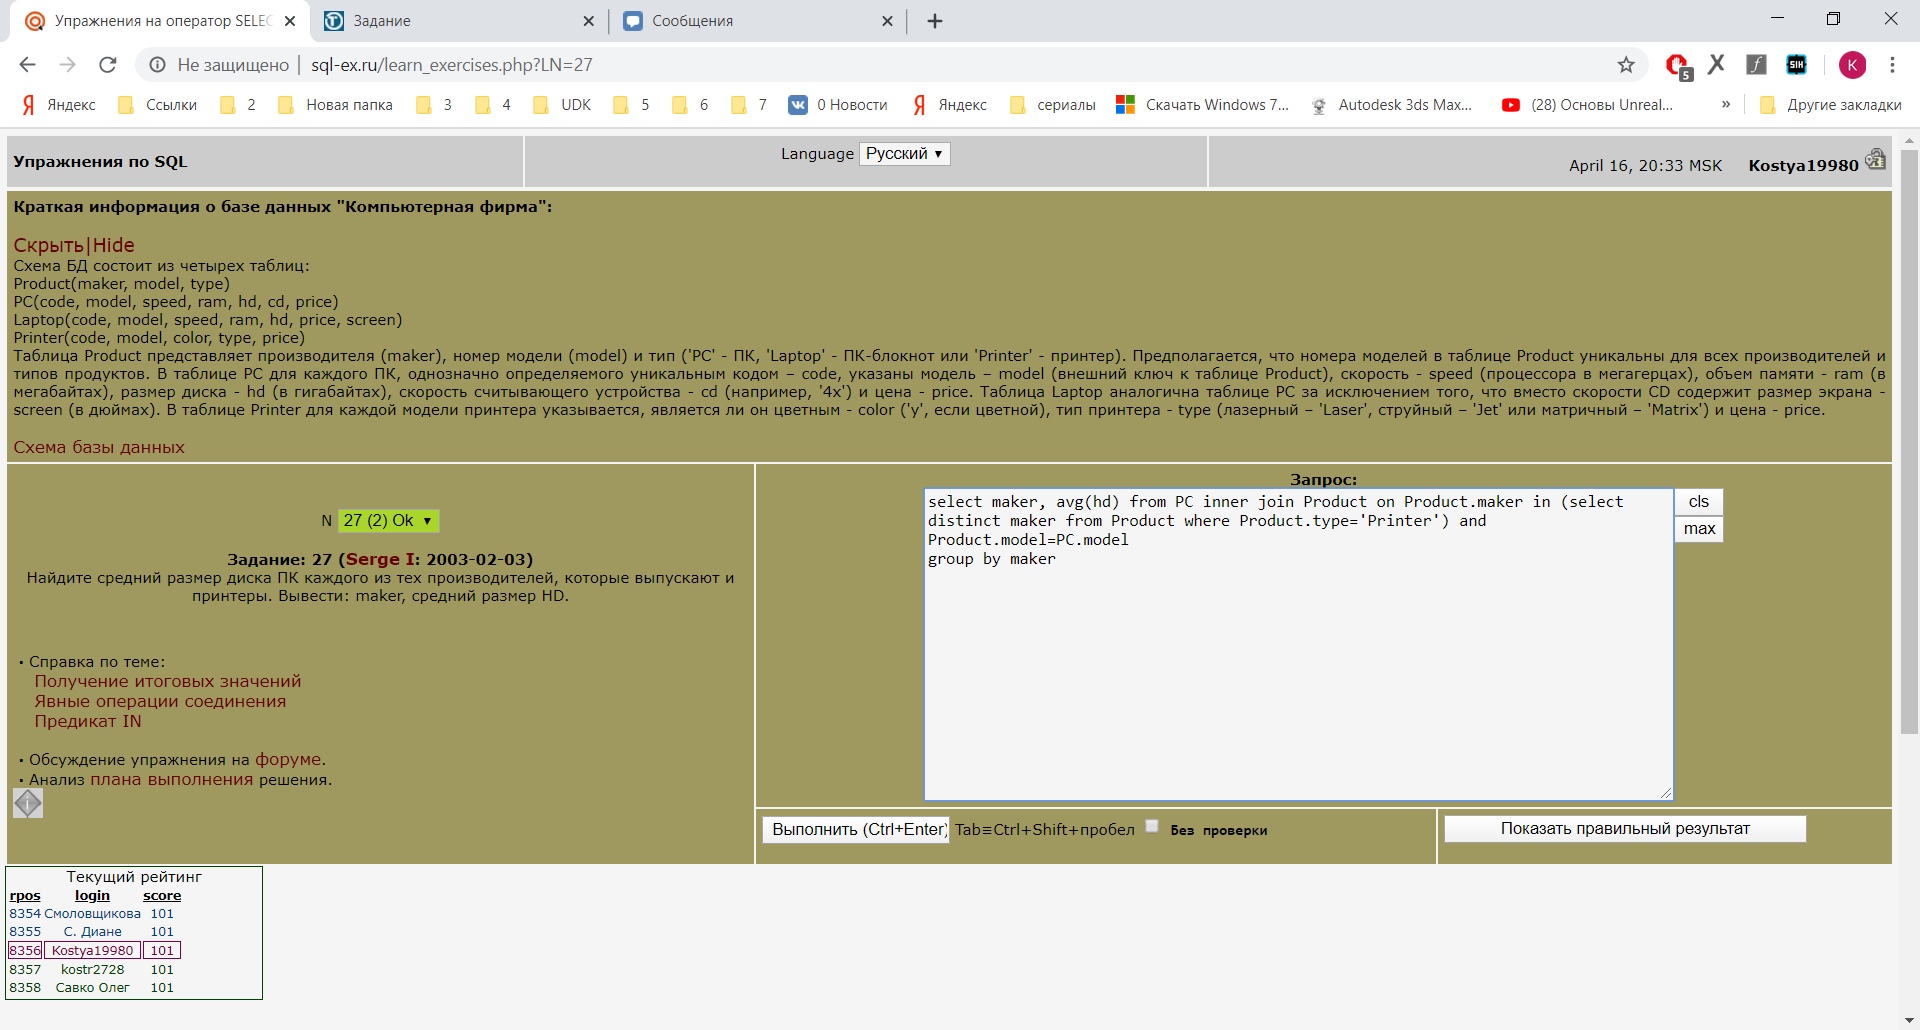 Упражнения на оператор SELEC
Задание
Сообщения
Не защищено | sql-ex.ru/learn_exercises.php?LN=27
5
SIH
K
Яндекс
Ссылки
2
Новая папка
3
4
UDK
5
6
7
0 Новости
Яндекс
сериалы
Скачать Windows 7...
Autodesk 3ds Max...
(28) Основы Unreal...
»
Другие закладки
Упражнения по SQL
Language Русский
April 16, 20:33 MSK Kostya19980
Краткая информация о базе данных "Компьютерная фирма":
Скрыть|Hide
Схема БД состоит из четырех таблиц:
Product(maker, model, type)
PC(code, model, speed, ram, hd, cd, price)
Laptop(code, model, speed, ram, hd, price, screen)
Printer(code, model, color, type, price)
Таблица Product представляет производителя (maker), номер модели (model) и тип ('PC' - ПК, 'Laptop' - ПК-блокнот или 'Printer' - принтер). Предполагается, что номера моделей в таблице Product уникальны для всех производителей и
типов продуктов. В таблице PC для каждого ПК, однозначно определяемого уникальным кодом – code, указаны модель – model (внешний ключ к таблице Product), скорость - speed (процессора в мегагерцах), объем памяти - ram (в
мегабайтах), размер диска - hd (в гигабайтах), скорость считывающего устройства - cd (например, '4x') и цена - price. Таблица Laptop аналогична таблице PC за исключением того, что вместо скорости CD содержит размер экрана -
screen (в дюймах). В таблице Printer для каждой модели принтера указывается, является ли он цветным - color ('y', если цветной), тип принтера - type (лазерный – 'Laser', струйный – 'Jet' или матричный – 'Matrix') и цена - price.
Схема базы данных
N 27 (2) Ok
Задание: 27 (Serge I: 2003-02-03)
Найдите средний размер диска ПК каждого из тех производителей, которые выпускают и
принтеры. Вывести: maker, средний размер HD.
• Справка по теме:
Получение итоговых значений
Явные операции соединения
Предикат IN
• Обсуждение упражнения на форуме.
• Анализ плана выполнения решения.
Запрос:
select maker, avg(hd) from PC inner join Product on Product.maker in (select
distinct maker from Product where Product.type='Printer') and
Product.model=PC.model
group by maker
cls
max
Выполнить (Ctrl+Enter) Tab≡Ctrl+Shift+пробел Без проверки
Показать правильный результат
Текущий рейтинг
rpos login score
8354 Смоловщикова 101
8355 С. Диане 101
8356 Kostya19980 101
8357 kostr2728 101
8358 Савко Олег 101